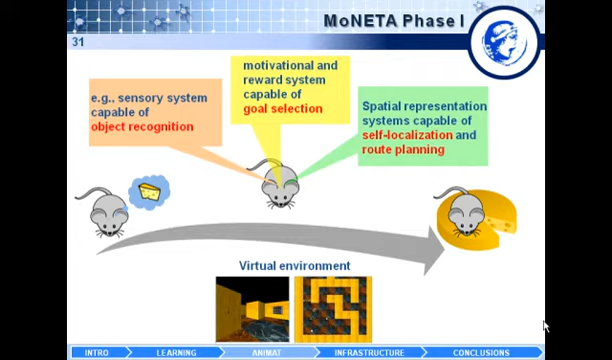 MoNETA Phase I
31
e.g., sensory system
capable of
object recognition
motivational and
reward system
capable of
goal selection
Spatial representation
systems capable of
self-localization and
route planning
Virtual environment
INTRO
LEARNING
ANIMAT
INFRASTRUCTURE
CONCLUSIONS